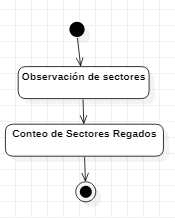 Observación de sectores
Conteo de Sectores Regados